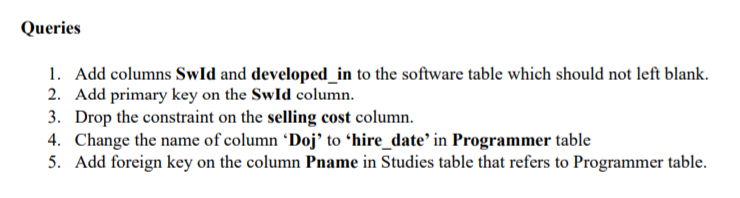 Queries
1. Add columns SwId and developed_in to the software table which should not left blank.
2. Add primary key on the SwId column.
3. Drop the constraint on the selling cost column.
4. Change the name of column ‘Doj’ to ‘hire_date’ in Programmer table
5. Add foreign key on the column Pname in Studies table that refers to Programmer table.